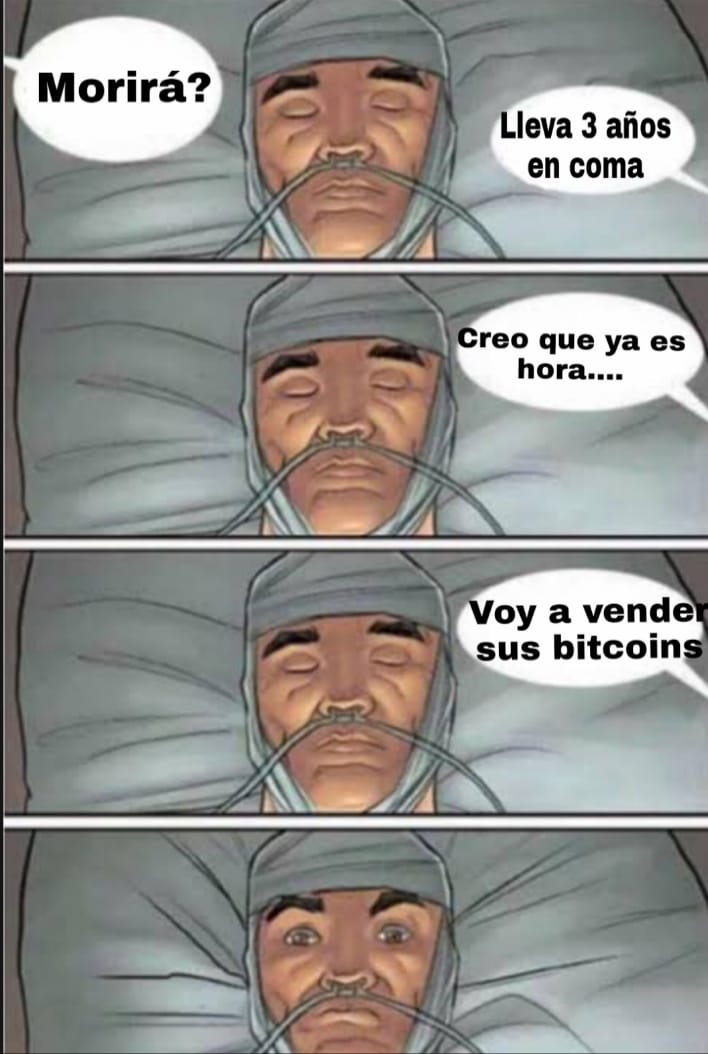 Morirá?
Lleva 3 años
en coma
Creo que ya es
hora....
Voy a vender
sus bitcoins